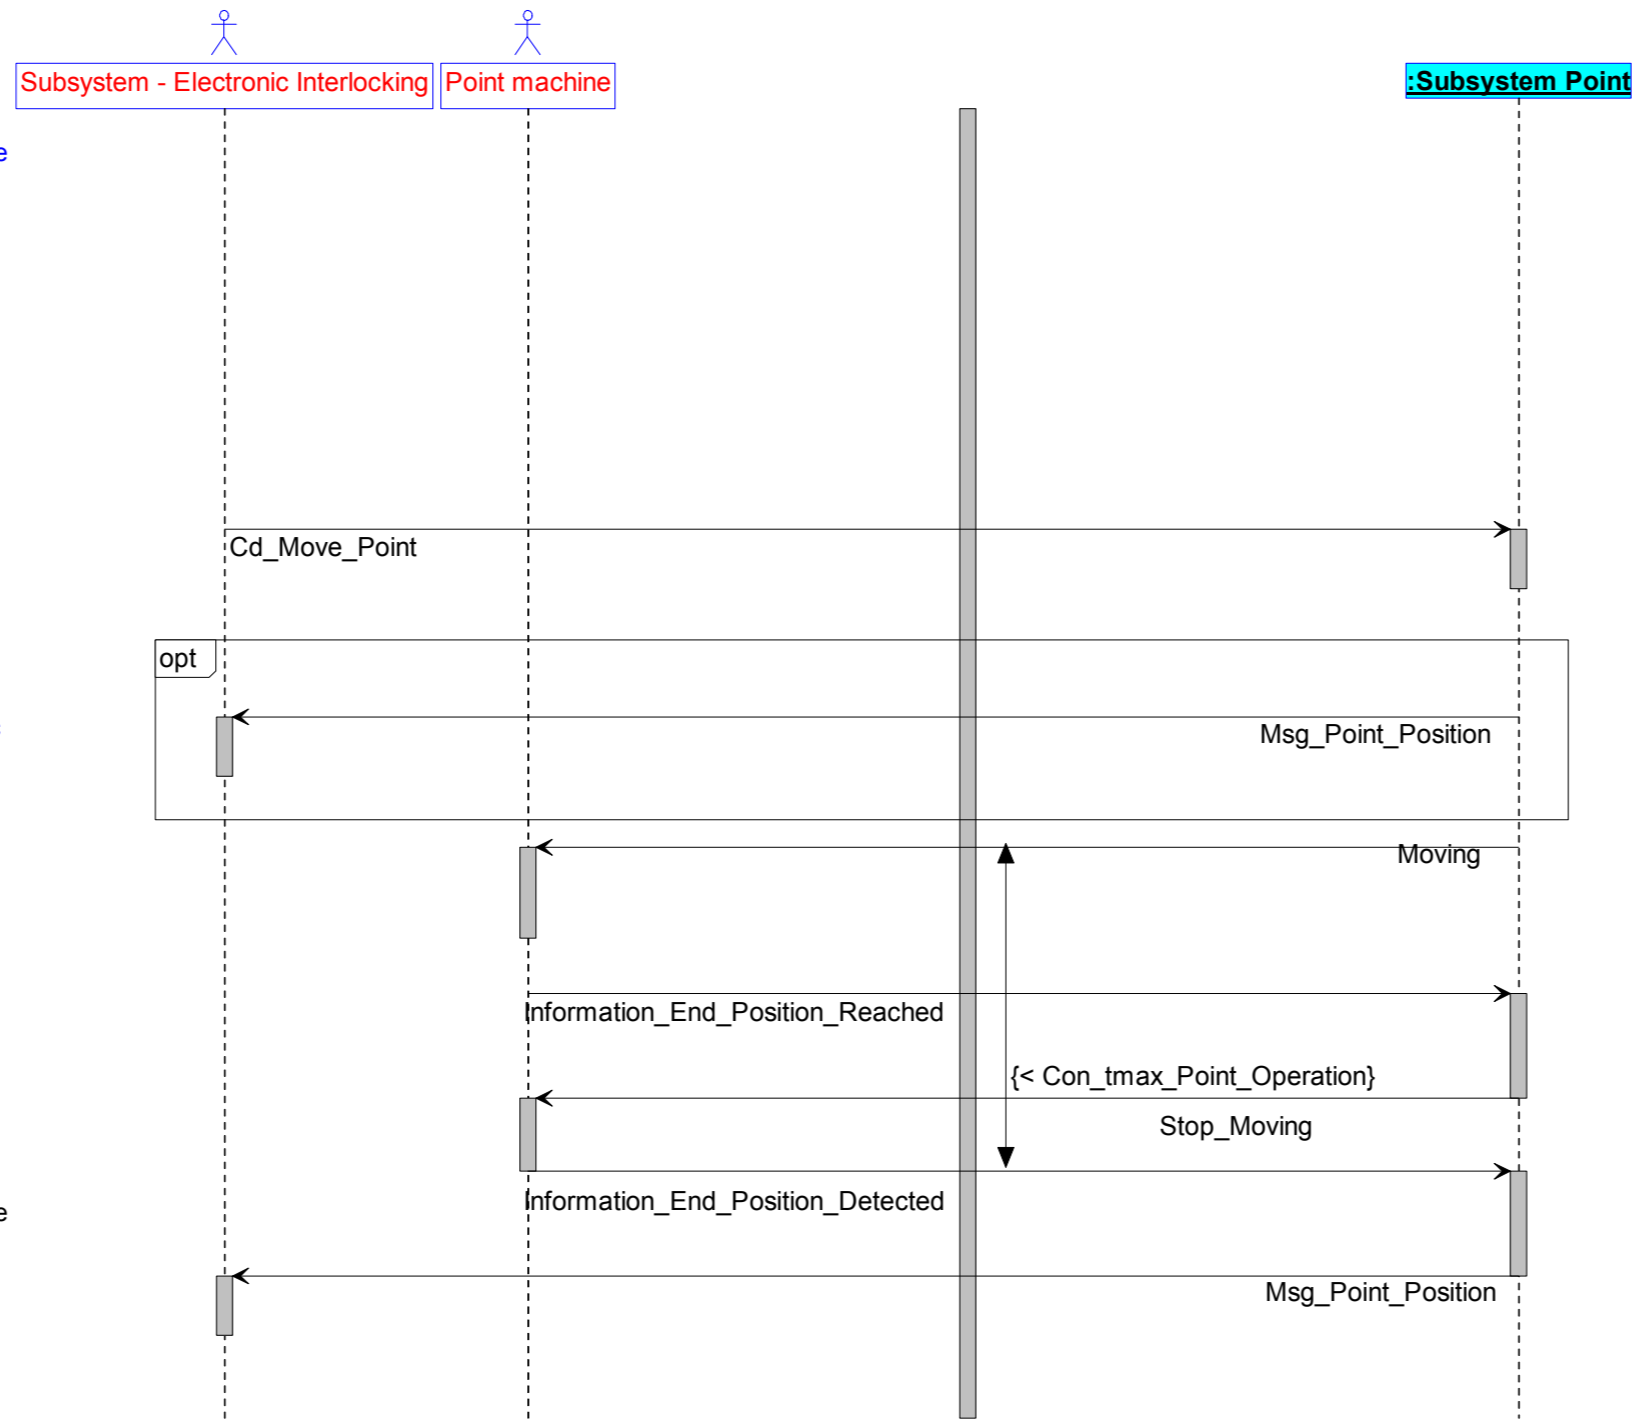 Subsystem - Electronic Interlocking
Point machine
:Subsystem Point
e
Cd_Move_Point
opt
Msg_Point_Position
Moving
Information_End_Position_Reached
{< Con_tmax_Point_Operation}
Stop_Moving
Information_End_Position_Detected
e
Msg_Point_Position